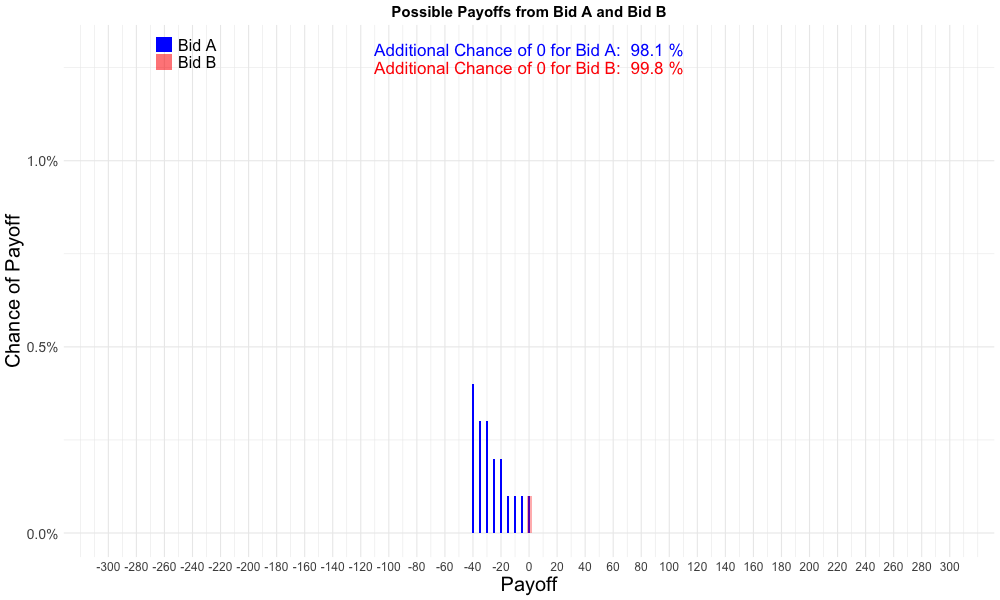 Possible Payoffs from Bid A and Bid B
Bid A
Bid B
Additional Chance of 0 for Bid A:  98.1 %
Additional Chance of 0 for Bid B:  99.8 %
Chance of Payoff
1.0%
0.5%
0.0%
-300 -280 -260 -240 -220 -200 -180 -160 -140 -120 -100 -80 -60 -40 -20 0 20 40 60 80 100 120 140 160 180 200 220 240 260 280 300
Payoff